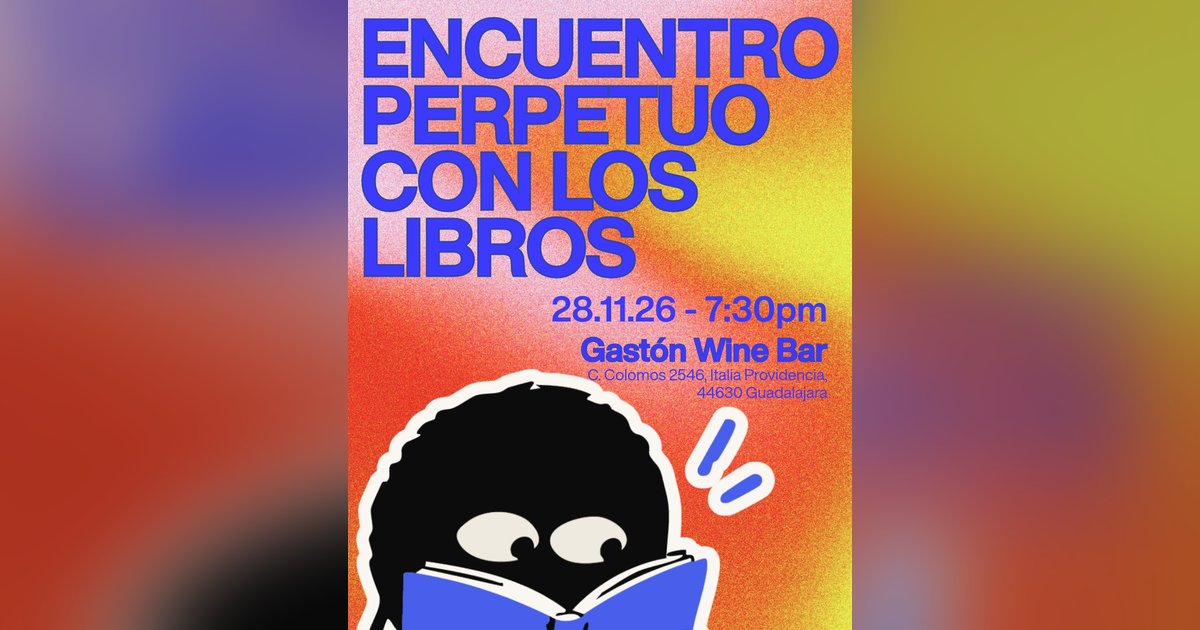 ENCUENTRO
PERPETUO
CON LOS
LIBROS
28.11.26 - 7:30pm
Gastón Wine Bar
C. Colomos 2546, Italia Providencia,
44630 Guadalajara